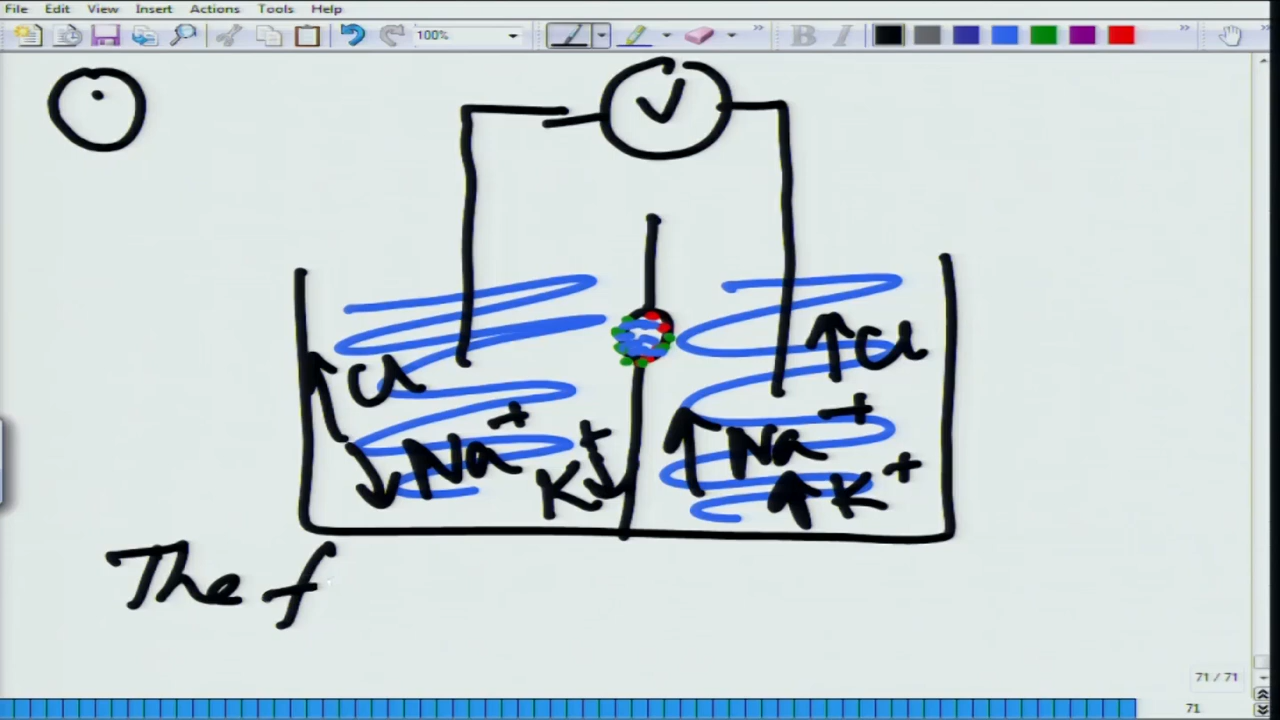 File Edit View Insert Actions Tools Help
100%
V
↑ Cl ↑ Cl
↓ Na+ K+↓ ↑ Na+
↑ K+
The f
71 / 71
71